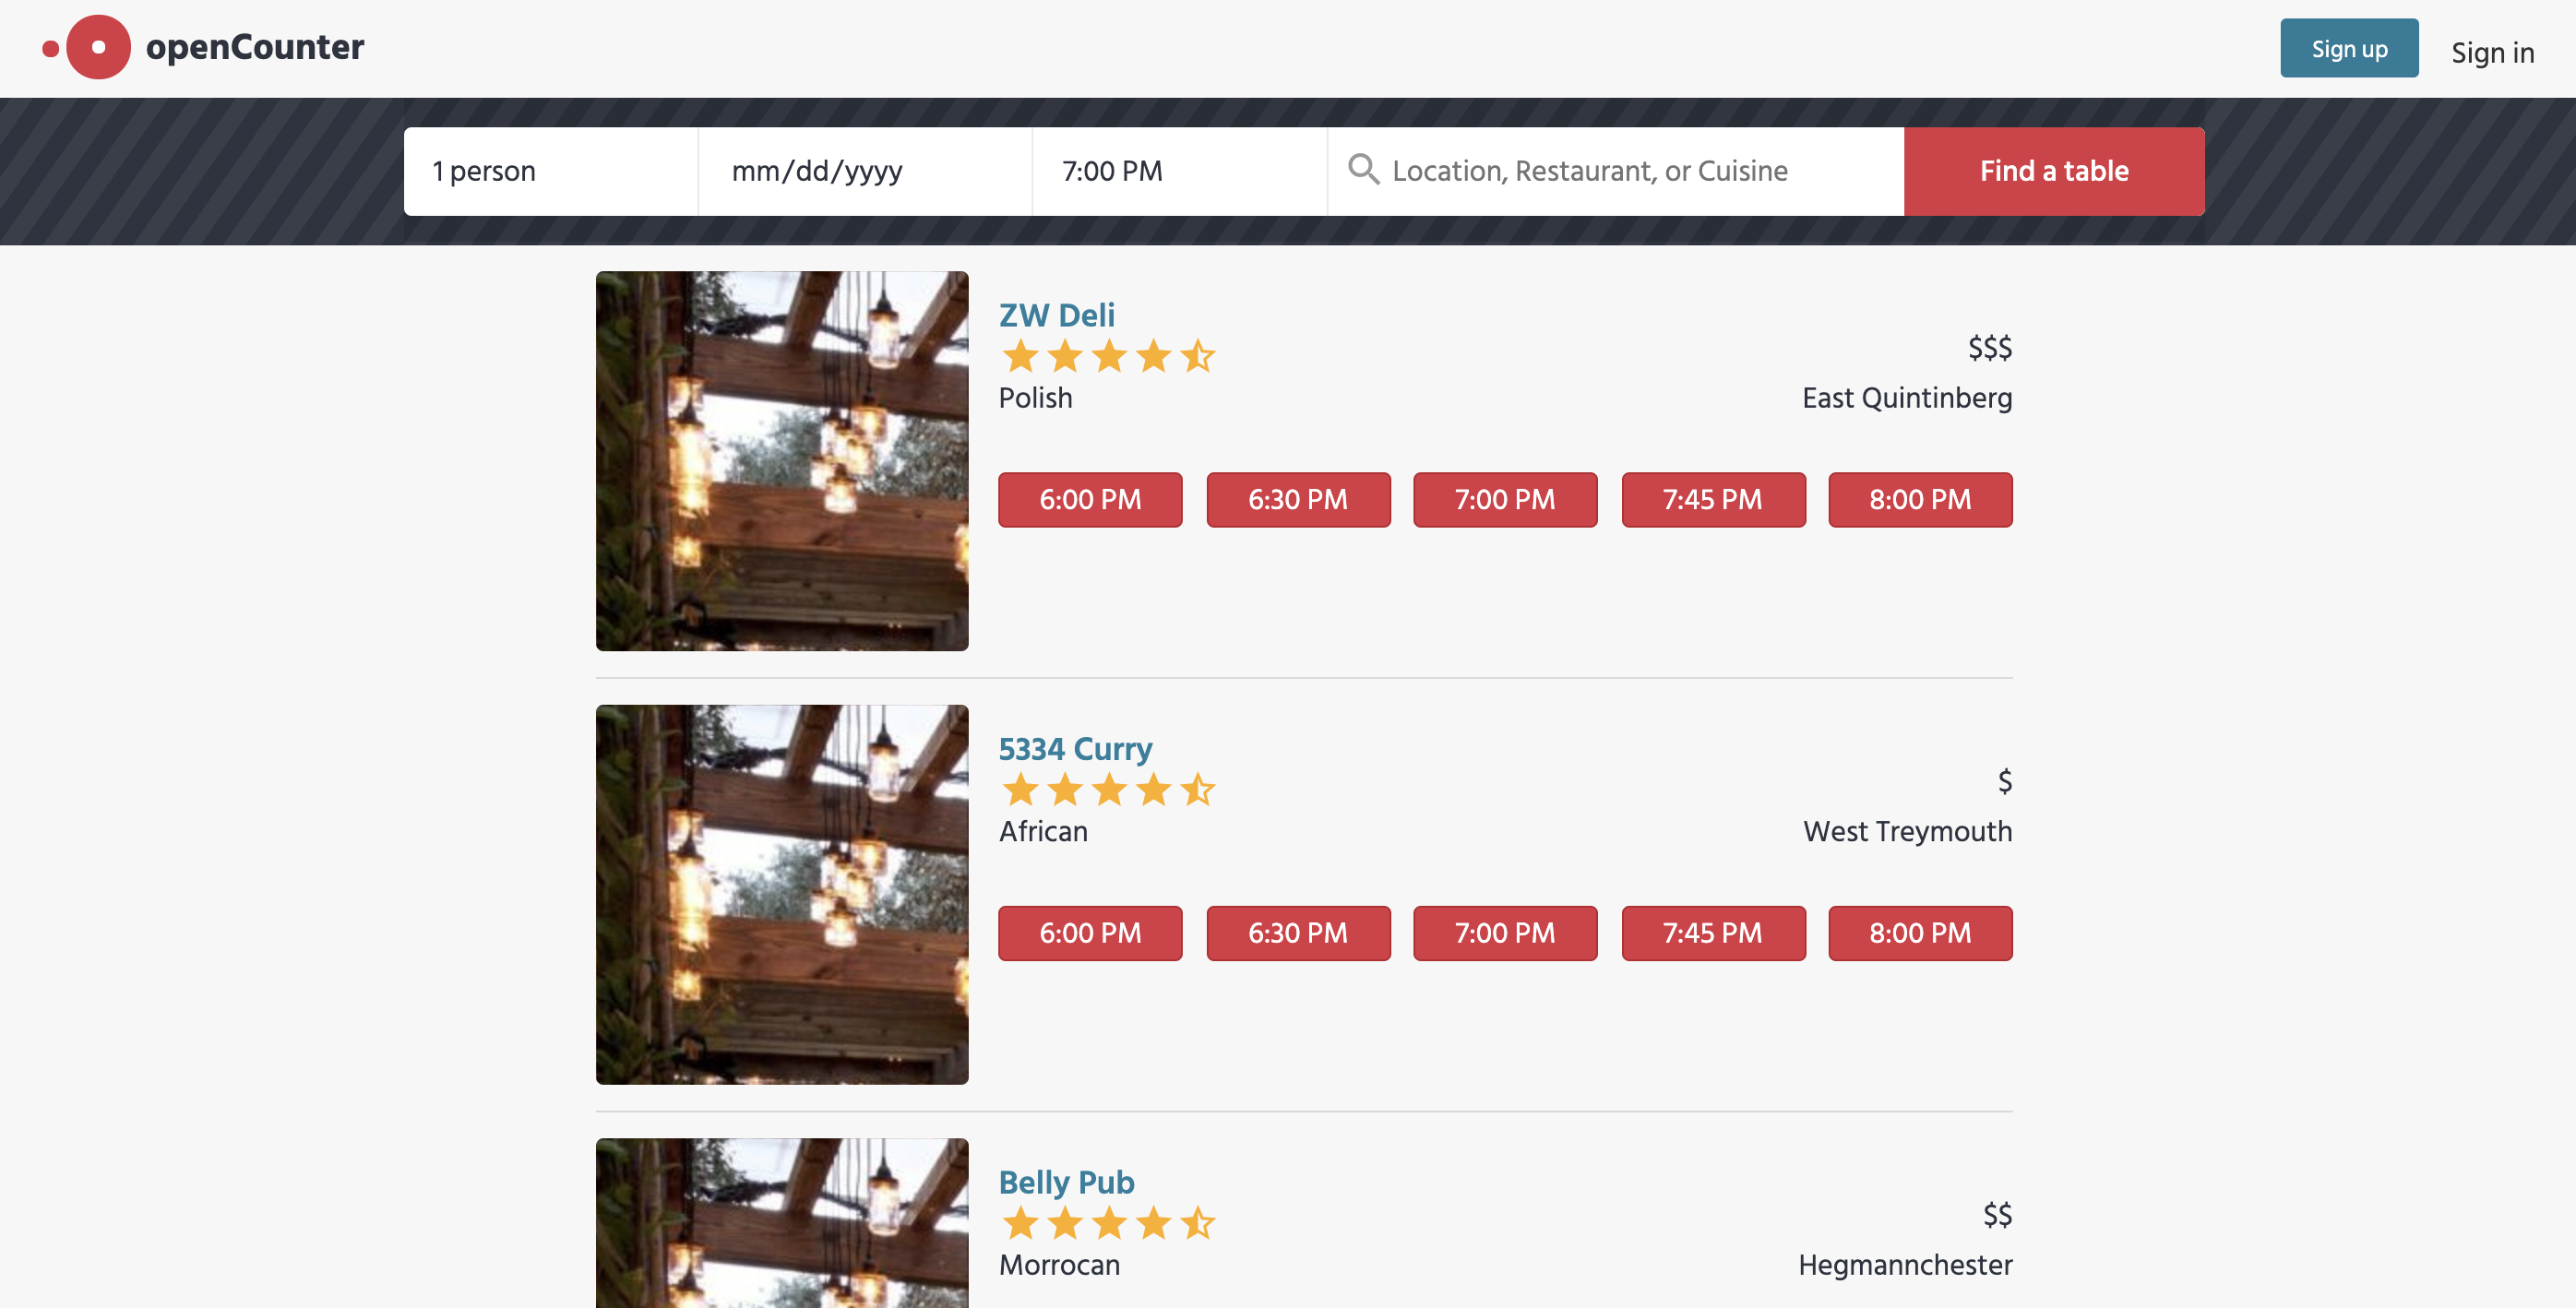 openCounter
Sign up
Sign in
1 person
mm/dd/yyyy
7:00 PM
Location, Restaurant, or Cuisine
Find a table
ZW Deli
$$$
Polish
East Quintinberg
6:00 PM
6:30 PM
7:00 PM
7:45 PM
8:00 PM
5334 Curry
$
African
West Treymouth
6:00 PM
6:30 PM
7:00 PM
7:45 PM
8:00 PM
Belly Pub
$$
Morrocan
Hegmannchester